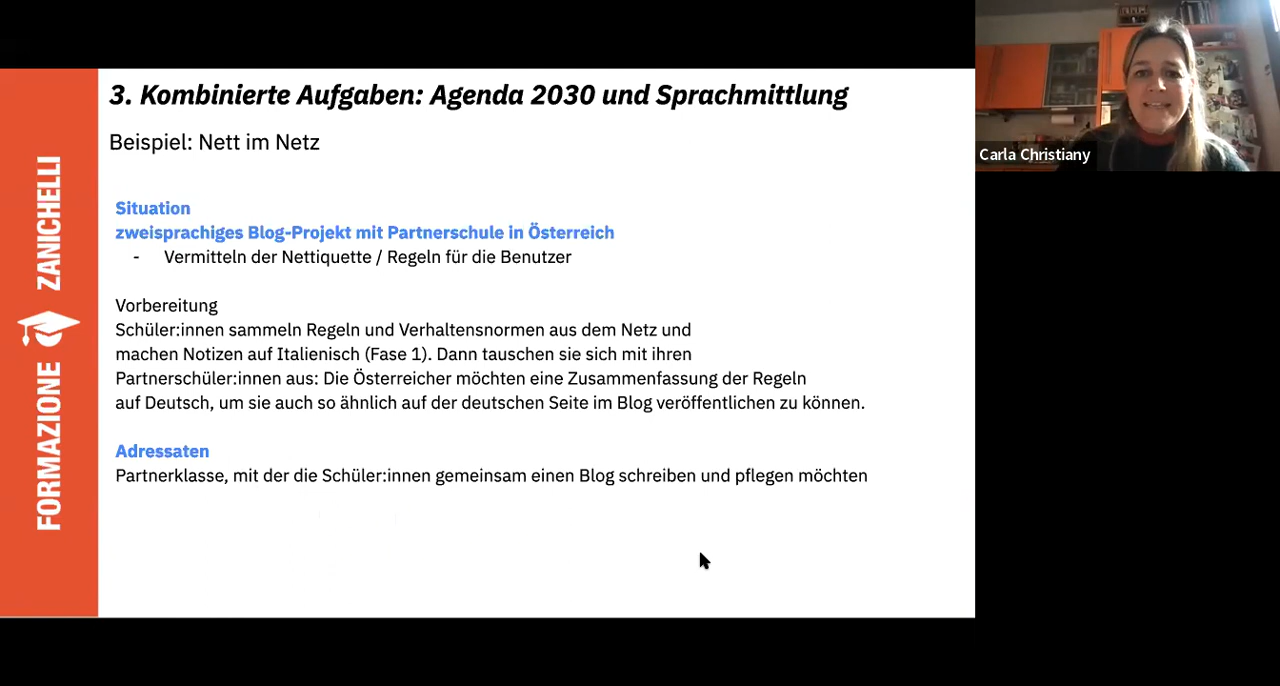 3. Kombinierte Aufgaben: Agenda 2030 und Sprachmittlung
Beispiel: Nett im Netz
Situation
zweisprachiges Blog-Projekt mit Partnerschule in Österreich
- Vermitteln der Nettiquette / Regeln für die Benutzer
Vorbereitung
Schüler:innen sammeln Regeln und Verhaltensnormen aus dem Netz und
machen Notizen auf Italienisch (Fase 1). Dann tauschen sie sich mit ihren
Partnerschüler:innen aus: Die Österreicher möchten eine Zusammenfassung der Regeln
auf Deutsch, um sie auch so ähnlich auf der deutschen Seite im Blog veröffentlichen zu können.
Adressaten
Partnerklasse, mit der die Schüler:innen gemeinsam einen Blog schreiben und pflegen möchten
FORMAZIONE ZANICHELLI
Carla Christiany